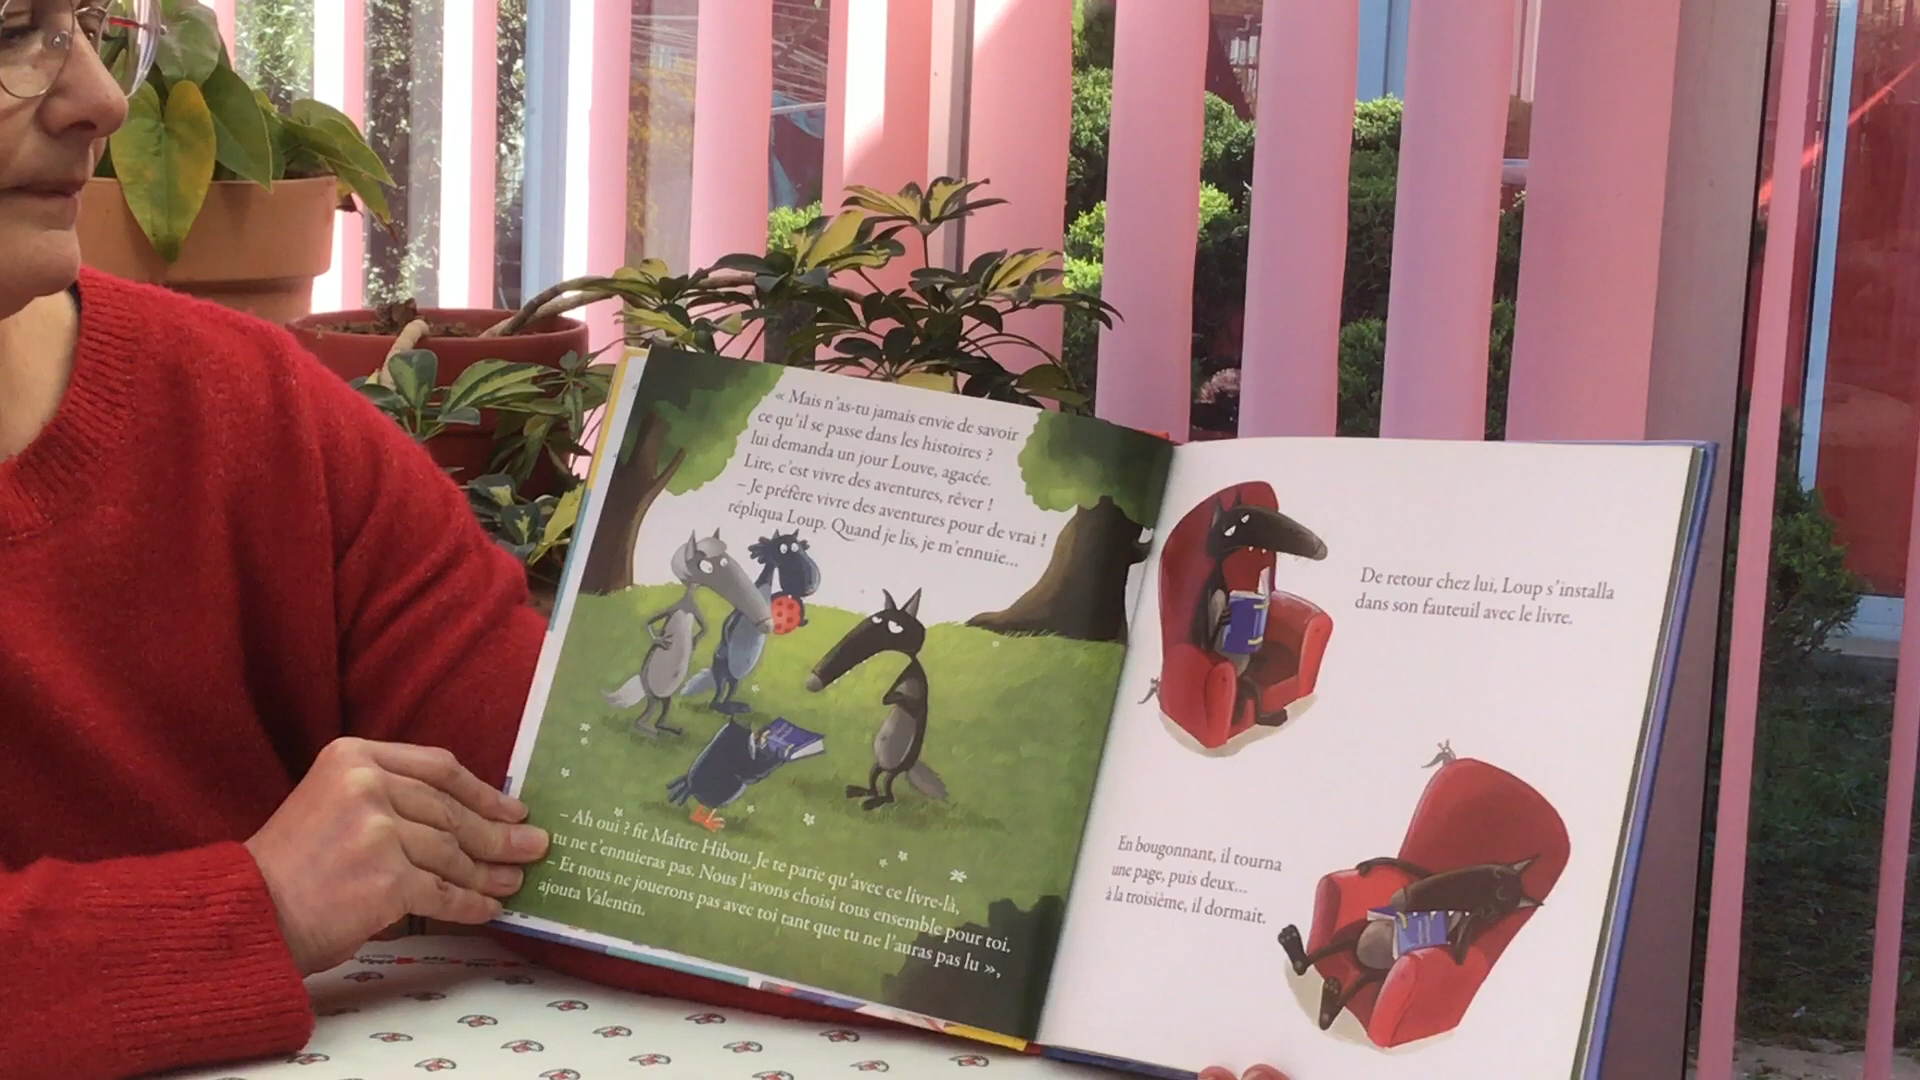 « Mais n'as-tu jamais envie de savoir
ce qu'il se passe dans les histoires ?
lui demanda un jour Louve, agacée.
Lire, c'est vivre des aventures, rêver !
– Je préfère vivre des aventures pour de vrai !
répliqua Loup. Quand je lis, je m'ennuie...
– Ah oui ? fit Maître Hibou. Je te parie qu'avec ce livre-là,
tu ne t'ennuieras pas. Nous l'avons choisi tous ensemble pour toi.
– Et nous ne jouerons pas avec toi tant que tu ne l'auras pas lu »,
ajouta Valentin.
De retour chez lui, Loup s'installa
dans son fauteuil avec le livre.
En bougonnant, il tourna
une page, puis deux...
à la troisième, il dormait.